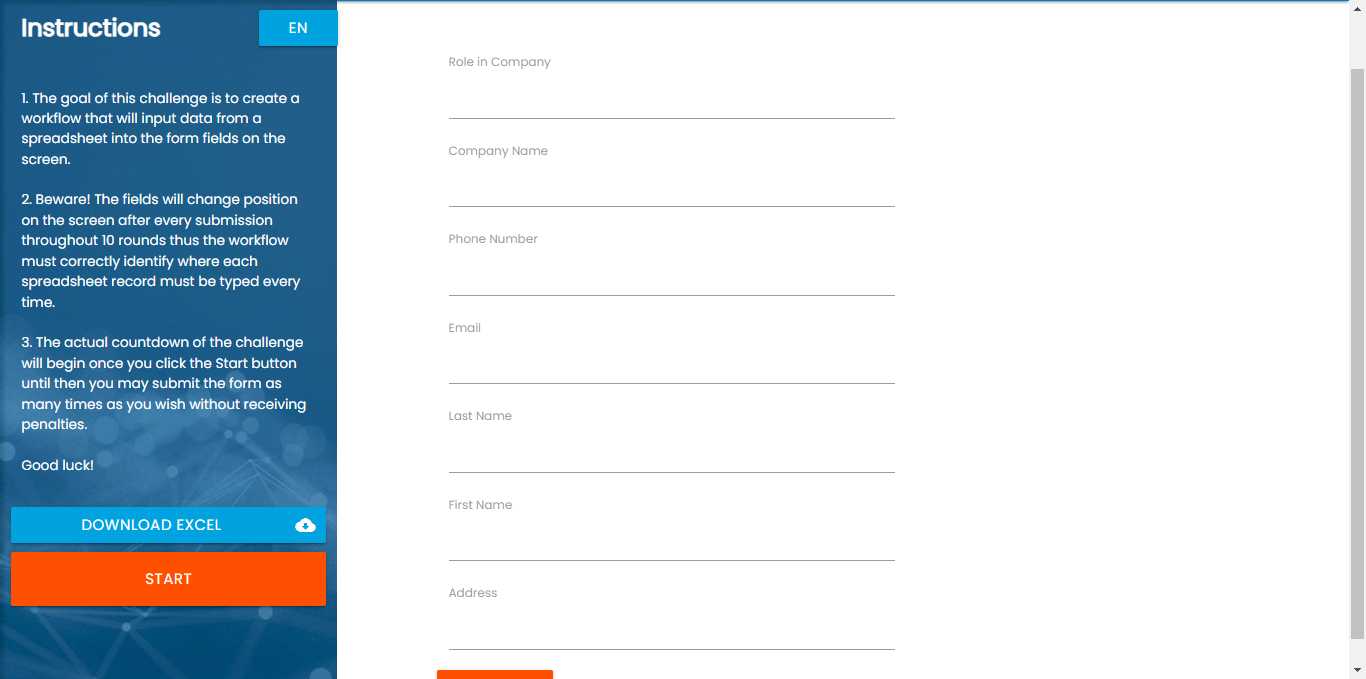 Instructions
EN
1. The goal of this challenge is to create a
workflow that will input data from a
spreadsheet into the form fields on the
screen.
2. Beware! The fields will change position
on the screen after every submission
throughout 10 rounds thus the workflow
must correctly identify where each
spreadsheet record must be typed every
time.
3. The actual countdown of the challenge
will begin once you click the Start button
until then you may submit the form as
many times as you wish without receiving
penalties.
Good luck!
DOWNLOAD EXCEL
START
Role in Company
Company Name
Phone Number
Email
Last Name
First Name
Address